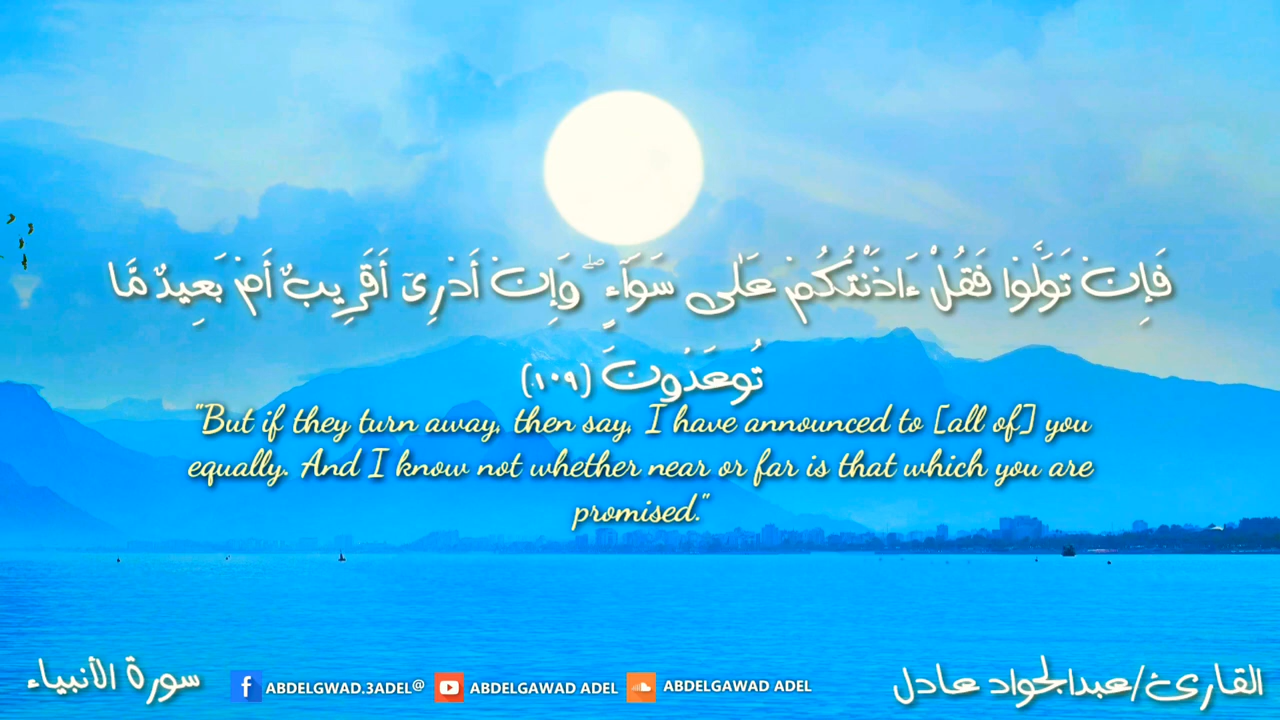 فَإِن تَوَلَّوْا فَقُلْ ءَاذَنتُكُمْ عَلَىٰ سَوَآءٍ ۖ وَإِنْ أَدْرِىٓ أَقَرِيبٌ أَم بَعِيدٌ مَّا
تُوعَدُونَ (١٠٩)
"But if they turn away, then say, I have announced to [all of] you
equally. And I know not whether near or far is that which you are
promised."
سورة الأنبياء
ABDELGWAD.3ADEL@
ABDELGAWAD ADEL
ABDELGAWAD ADEL
القارئ/عبدالجواد عادل